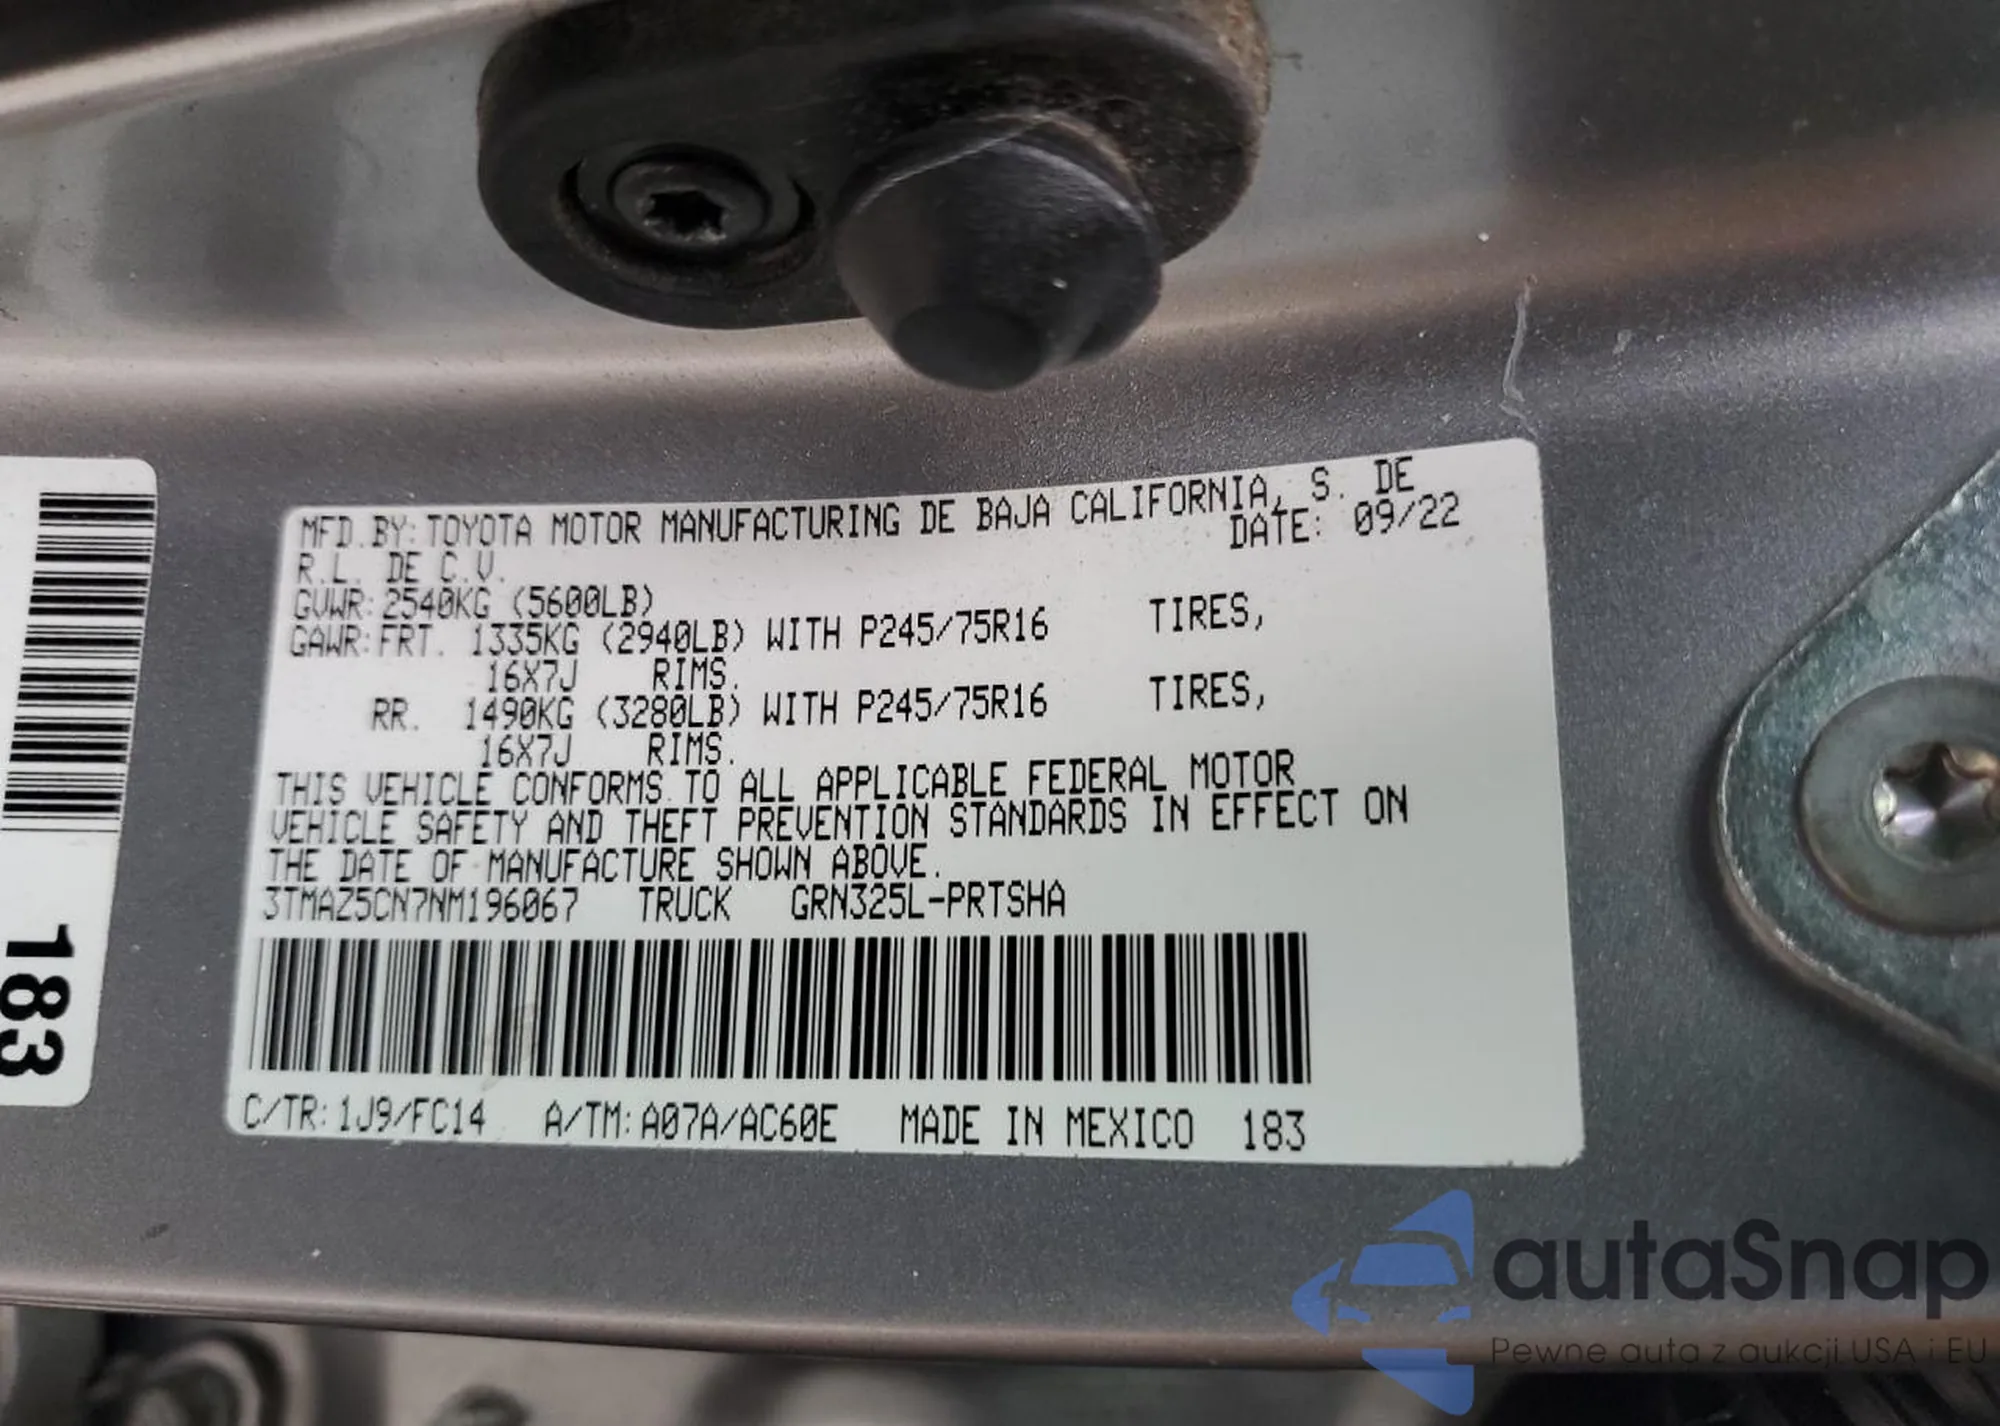 MFD.BY:TOYOTA MOTOR MANUFACTURING DE BAJA CALIFORNIA, S. DE
R.L. DE C.V. DATE: 09/22
GVWR:2540KG (5600LB)
GAWR:FRT. 1335KG (2940LB) WITH P245/75R16 TIRES,
16X7J RIMS.
RR. 1490KG (3280LB) WITH P245/75R16 TIRES,
16X7J RIMS.
THIS VEHICLE CONFORMS TO ALL APPLICABLE FEDERAL MOTOR
VEHICLE SAFETY AND THEFT PREVENTION STANDARDS IN EFFECT ON
THE DATE OF MANUFACTURE SHOWN ABOVE.
3TMAZ5CN7NM196067 TRUCK GRN325L-PRTSHA
C/TR:1J9/FC14 A/TM:A07A/AC60E MADE IN MEXICO 183
183
autaSnap
Pewne auta z aukcji USA i EU